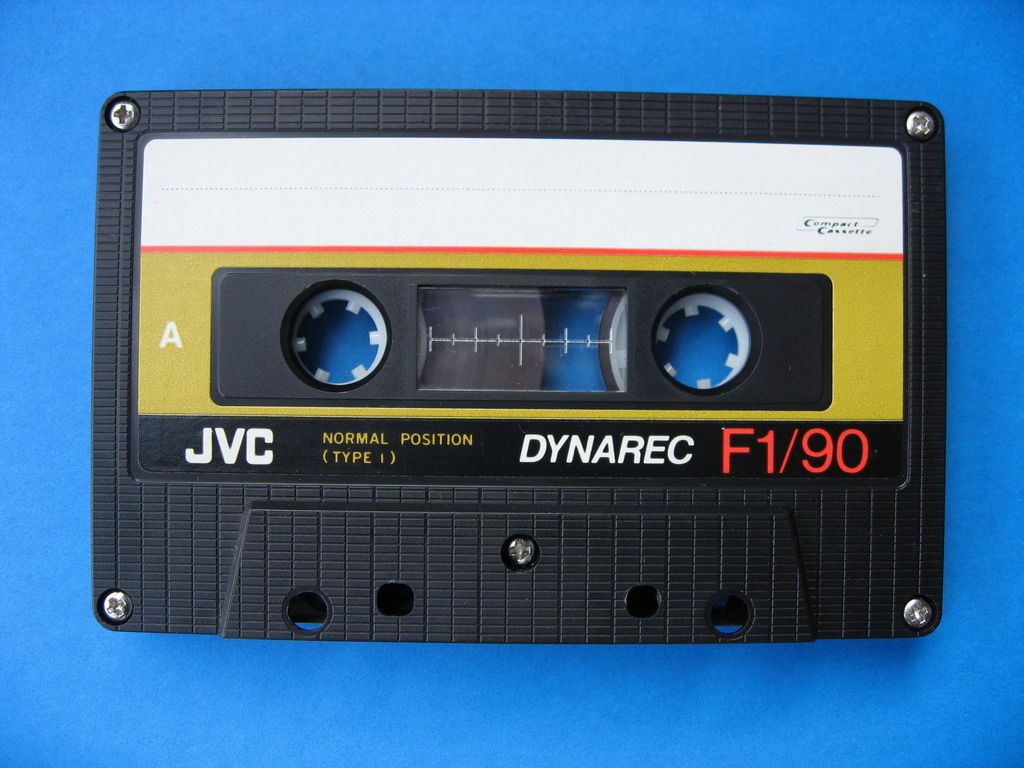 Compact
Cassette
A
JVC
NORMAL POSITION
(TYPE I)
DYNAREC F1/90